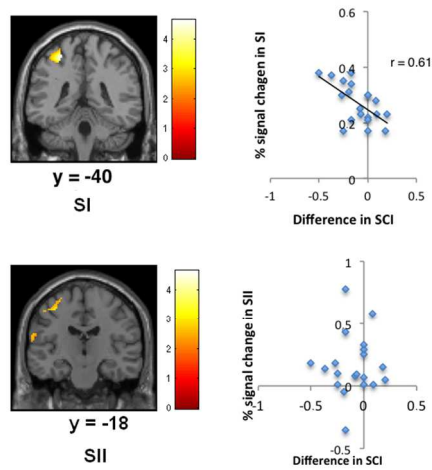 4
3
2
1
0
y = -40
SI
% signal chagen in SI
0.6
0.4
0.2
0
r = 0.61
-1
-0.5
0
0.5
Difference in SCI
4
3
2
1
0
y = -18
SII
% signal change in SII
1
0.5
0
-1
-0.5
0
0.5
-0.5
Difference in SCI